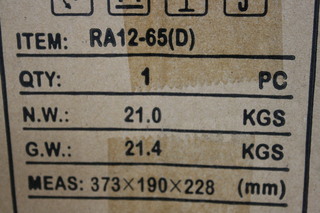 ITEM: RA12-65(D)
QTY: 1 PC
N.W.: 21.0 KGS
G.W.: 21.4 KGS
MEAS: 373×190×228 (mm)